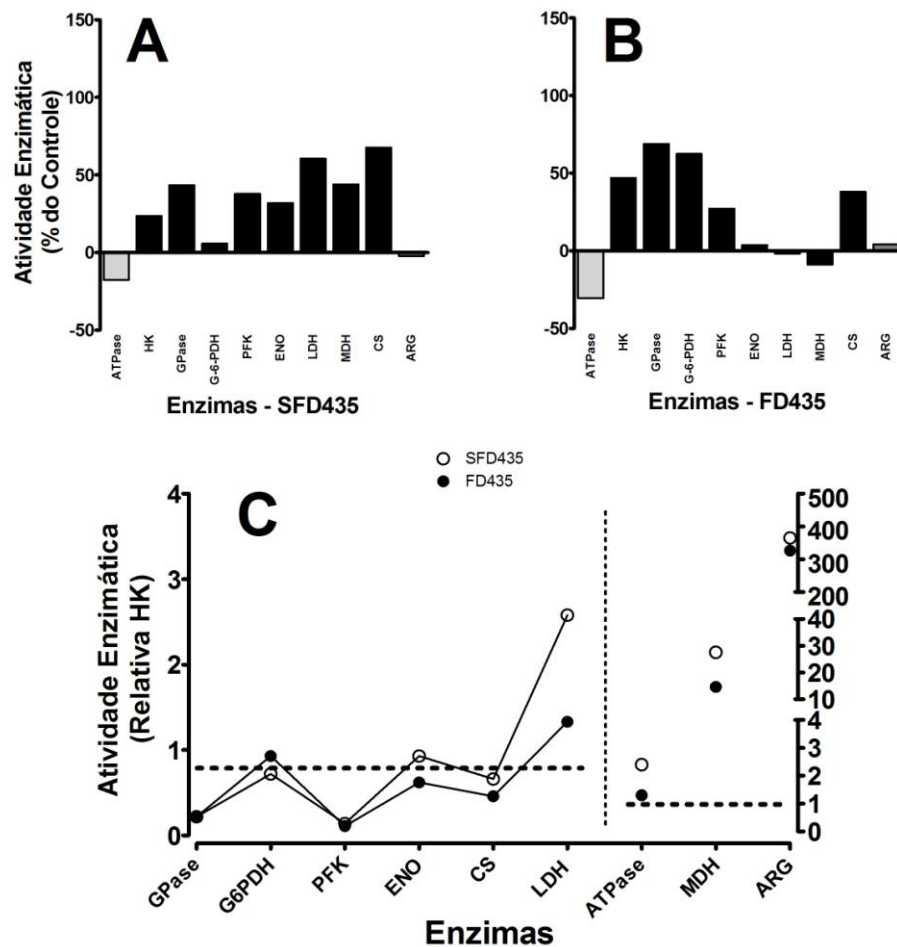 A
B
Atividade Enzimática
(% do Controle)
150
100
50
0
-50
150
100
50
0
-50
ATPase
HK
GPase
G-6-PDH
PFK
ENO
LDH
MDH
CS
ARG
ATPase
HK
GPase
G-6-PDH
PFK
ENO
LDH
MDH
CS
ARG
Enzimas - SFD435
Enzimas - FD435
SFD435
FD435
C
Atividade Enzimática
(Relativa HK)
4
3
2
1
0
500
400
300
200
40
30
20
10
4
3
2
1
0
GPase
G6PDH
PFK
ENO
CS
LDH
ATPase
MDH
ARG
Enzimas